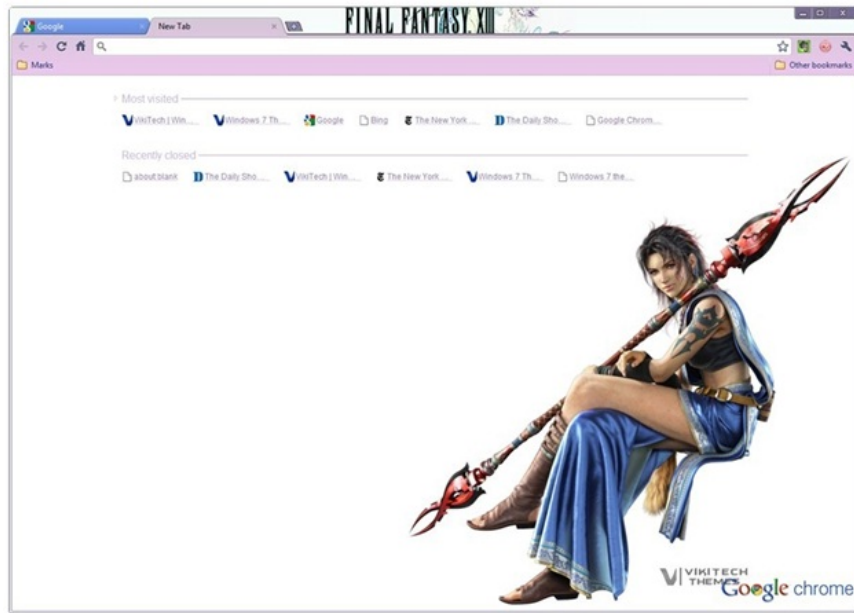 FINAL FANTASY XIII
Google
New Tab
Marks
Other bookmarks
Most visited
VikiTech | Win...
Windows 7 Th...
Google
Bing
The New York ...
The Daily Sho...
Google Chrom...
Recently closed
about:blank
The Daily Sho...
VikiTech | Win...
The New York ...
Windows 7 Th...
Windows 7 the...
VIKITECH
THEMES
Google chrome